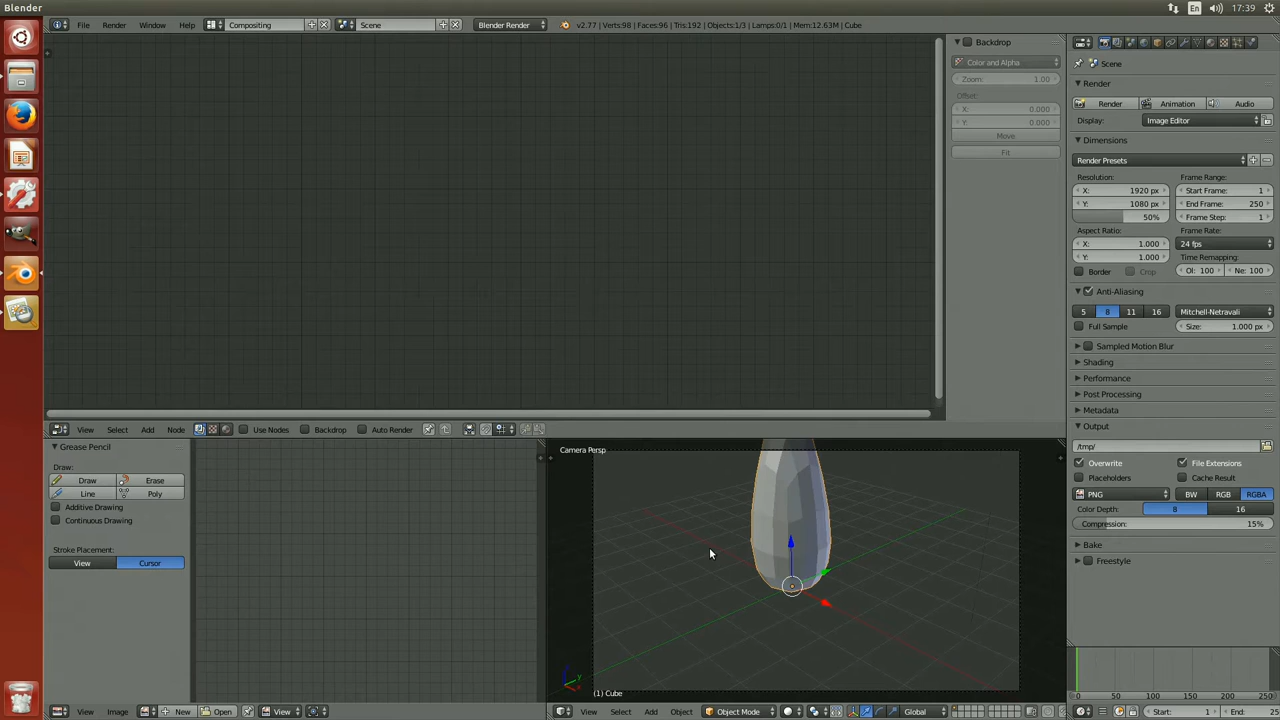 Blender
En 17:39
File Render Window Help Compositing Scene Blender Render v2.77 | Verts:98 | Faces:96 | Tris:192 | Objects:1/3 | Lamps:0/1 | Mem:12.63M | Cube
Backdrop
Color and Alpha
Zoom: 1.00
Offset:
X: 0.000
Y: 0.000
Move
Fit
Scene
Render
Render Animation Audio
Display: Image Editor
Dimensions
Render Presets
Resolution: Frame Range:
X: 1920 px Start Frame: 1
Y: 1080 px End Frame: 250
50% Frame Step: 1
Aspect Ratio: Frame Rate:
X: 1.000 24 fps
Y: 1.000 Time Remapping:
Border Crop Ol: 100 Ne: 100
Anti-Aliasing
5 8 11 16 Mitchell-Netravali
Full Sample Size: 1.000 px
Sampled Motion Blur
Shading
Performance
Post Processing
Metadata
Output
/tmp/
Overwrite File Extensions
Placeholders Cache Result
PNG BW RGB RGBA
Color Depth: 8 16
Compression: 15%
Bake
Freestyle
View Select Add Node Use Nodes Backdrop Auto Render
Grease Pencil
Draw:
Draw Erase
Line Poly
Additive Drawing
Continuous Drawing
Stroke Placement:
View Cursor
Camera Persp
(1) Cube
0 50 100 150 200 250
View Image New Open View
View Select Add Object Object Mode Global
Start: 1 End: 25